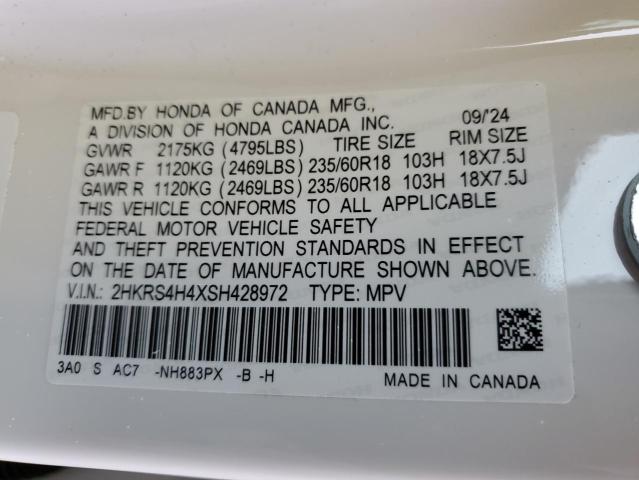 MFD.BY HONDA OF CANADA MFG., 09/'24
A DIVISION OF HONDA CANADA INC.
GVWR 2175KG (4795LBS) TIRE SIZE RIM SIZE
GAWR F 1120KG (2469LBS) 235/60R18 103H 18X7.5J
GAWR R 1120KG (2469LBS) 235/60R18 103H 18X7.5J
THIS VEHICLE CONFORMS TO ALL APPLICABLE
FEDERAL MOTOR VEHICLE SAFETY
AND THEFT PREVENTION STANDARDS IN EFFECT
ON THE DATE OF MANUFACTURE SHOWN ABOVE.
V.I.N.: 2HKRS4H4XSH428972 TYPE: MPV
3A0 S AC7 -NH883PX -B -H
MADE IN CANADA